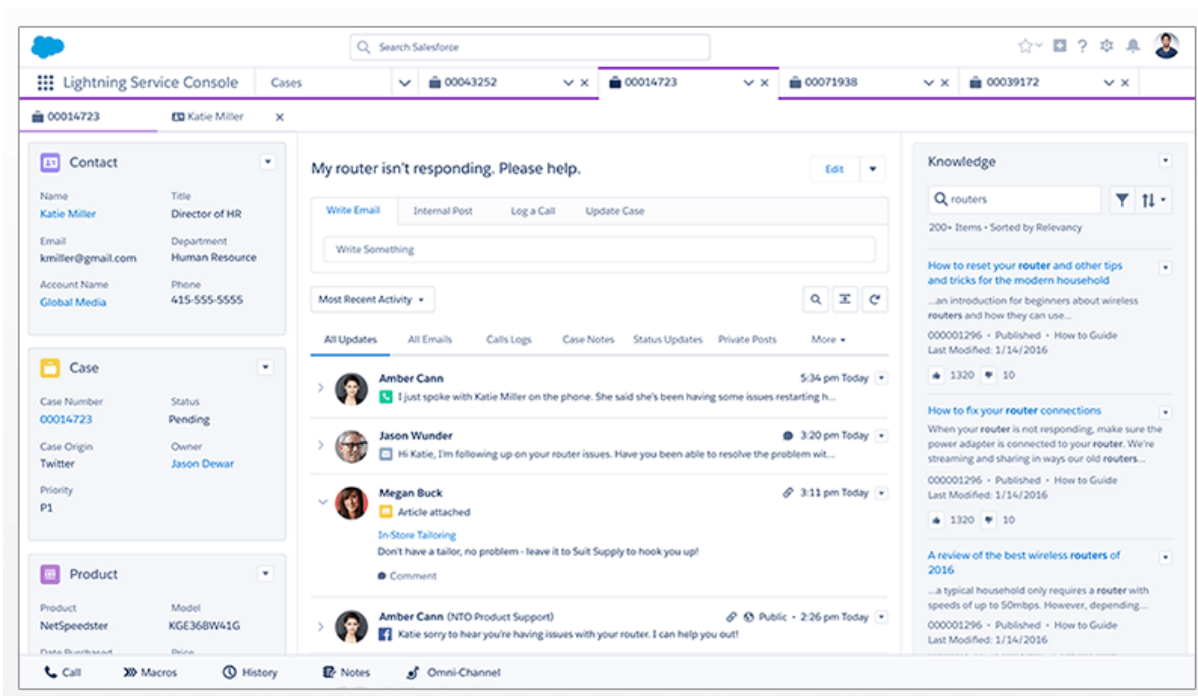 Search Salesforce
Lightning Service Console
Cases
00043252
00014723
00071938
00039172
00014723
Katie Miller
Contact
Name
Title
Katie Miller
Director of HR
Email
Department
kmiller@gmail.com
Human Resource
Account Name
Phone
Global Media
415-555-5555
Case
Case Number
Status
00014723
Pending
Case Origin
Owner
Twitter
Jason Dewar
Priority
P1
Product
Product
Model
NetSpeedster
KGE36BW41G
Date Purchased
Price
My router isn't responding. Please help.
Edit
Write Email
Internal Post
Log a Call
Update Case
Write Something
Most Recent Activity
All Updates
All Emails
Calls Logs
Case Notes
Status Updates
Private Posts
More
Amber Cann
5:34 pm Today
I just spoke with Katie Miller on the phone. She said she's been having some issues restarting h...
Jason Wunder
3:20 pm Today
Hi Katie, I'm following up on your router issues. Have you been able to resolve the problem wit...
Megan Buck
3:11 pm Today
Article attached
In-Store Tailoring
Don't have a tailor, no problem - leave it to Suit Supply to hook you up!
Comment
Amber Cann (NTO Product Support)
Public • 2:26 pm Today
Katie sorry to hear you're having issues with your router. I can help you out!
Knowledge
routers
200+ Items • Sorted by Relevancy
How to reset your router and other tips
and tricks for the modern household
...an introduction for beginners about wireless
routers and how they can use...
000001296 • Published • How to Guide
Last Modified: 1/14/2016
1320
10
How to fix your router connections
When your router is not responding, make sure the
power adapter is connected to your router. We're
streaming and sharing in ways our old routers...
000001296 • Published • How to Guide
Last Modified: 1/14/2016
1320
10
A review of the best wireless routers of
2016
...a typical household only requires a router with
speeds of up to 50mbps. However, depending...
000001296 • Published • How to Guide
Last Modified: 1/14/2016
Call
Macros
History
Notes
Omni-Channel